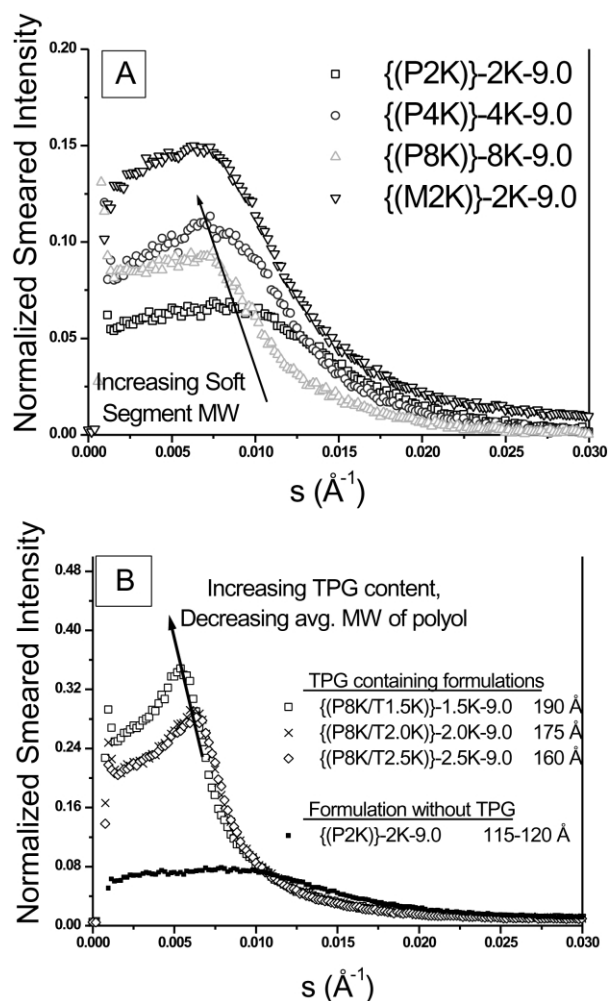 A
{(P2K)}-2K-9.0
{(P4K)}-4K-9.0
{(P8K)}-8K-9.0
{(M2K)}-2K-9.0
Increasing Soft
Segment MW
Normalized Smeared Intensity
0.20
0.15
0.10
0.05
0.00
0.000 0.005 0.010 0.015 0.020 0.025 0.030
s (Å⁻¹)
B
Increasing TPG content,
Decreasing avg. MW of polyol
TPG containing formulations
{(P8K/T1.5K)}-1.5K-9.0 190 Å
{(P8K/T2.0K)}-2.0K-9.0 175 Å
{(P8K/T2.5K)}-2.5K-9.0 160 Å
Formulation without TPG
{(P2K)}-2K-9.0 115-120 Å
Normalized Smeared Intensity
0.48
0.40
0.32
0.24
0.16
0.08
0.00
0.000 0.005 0.010 0.015 0.020 0.025 0.030
s (Å⁻¹)